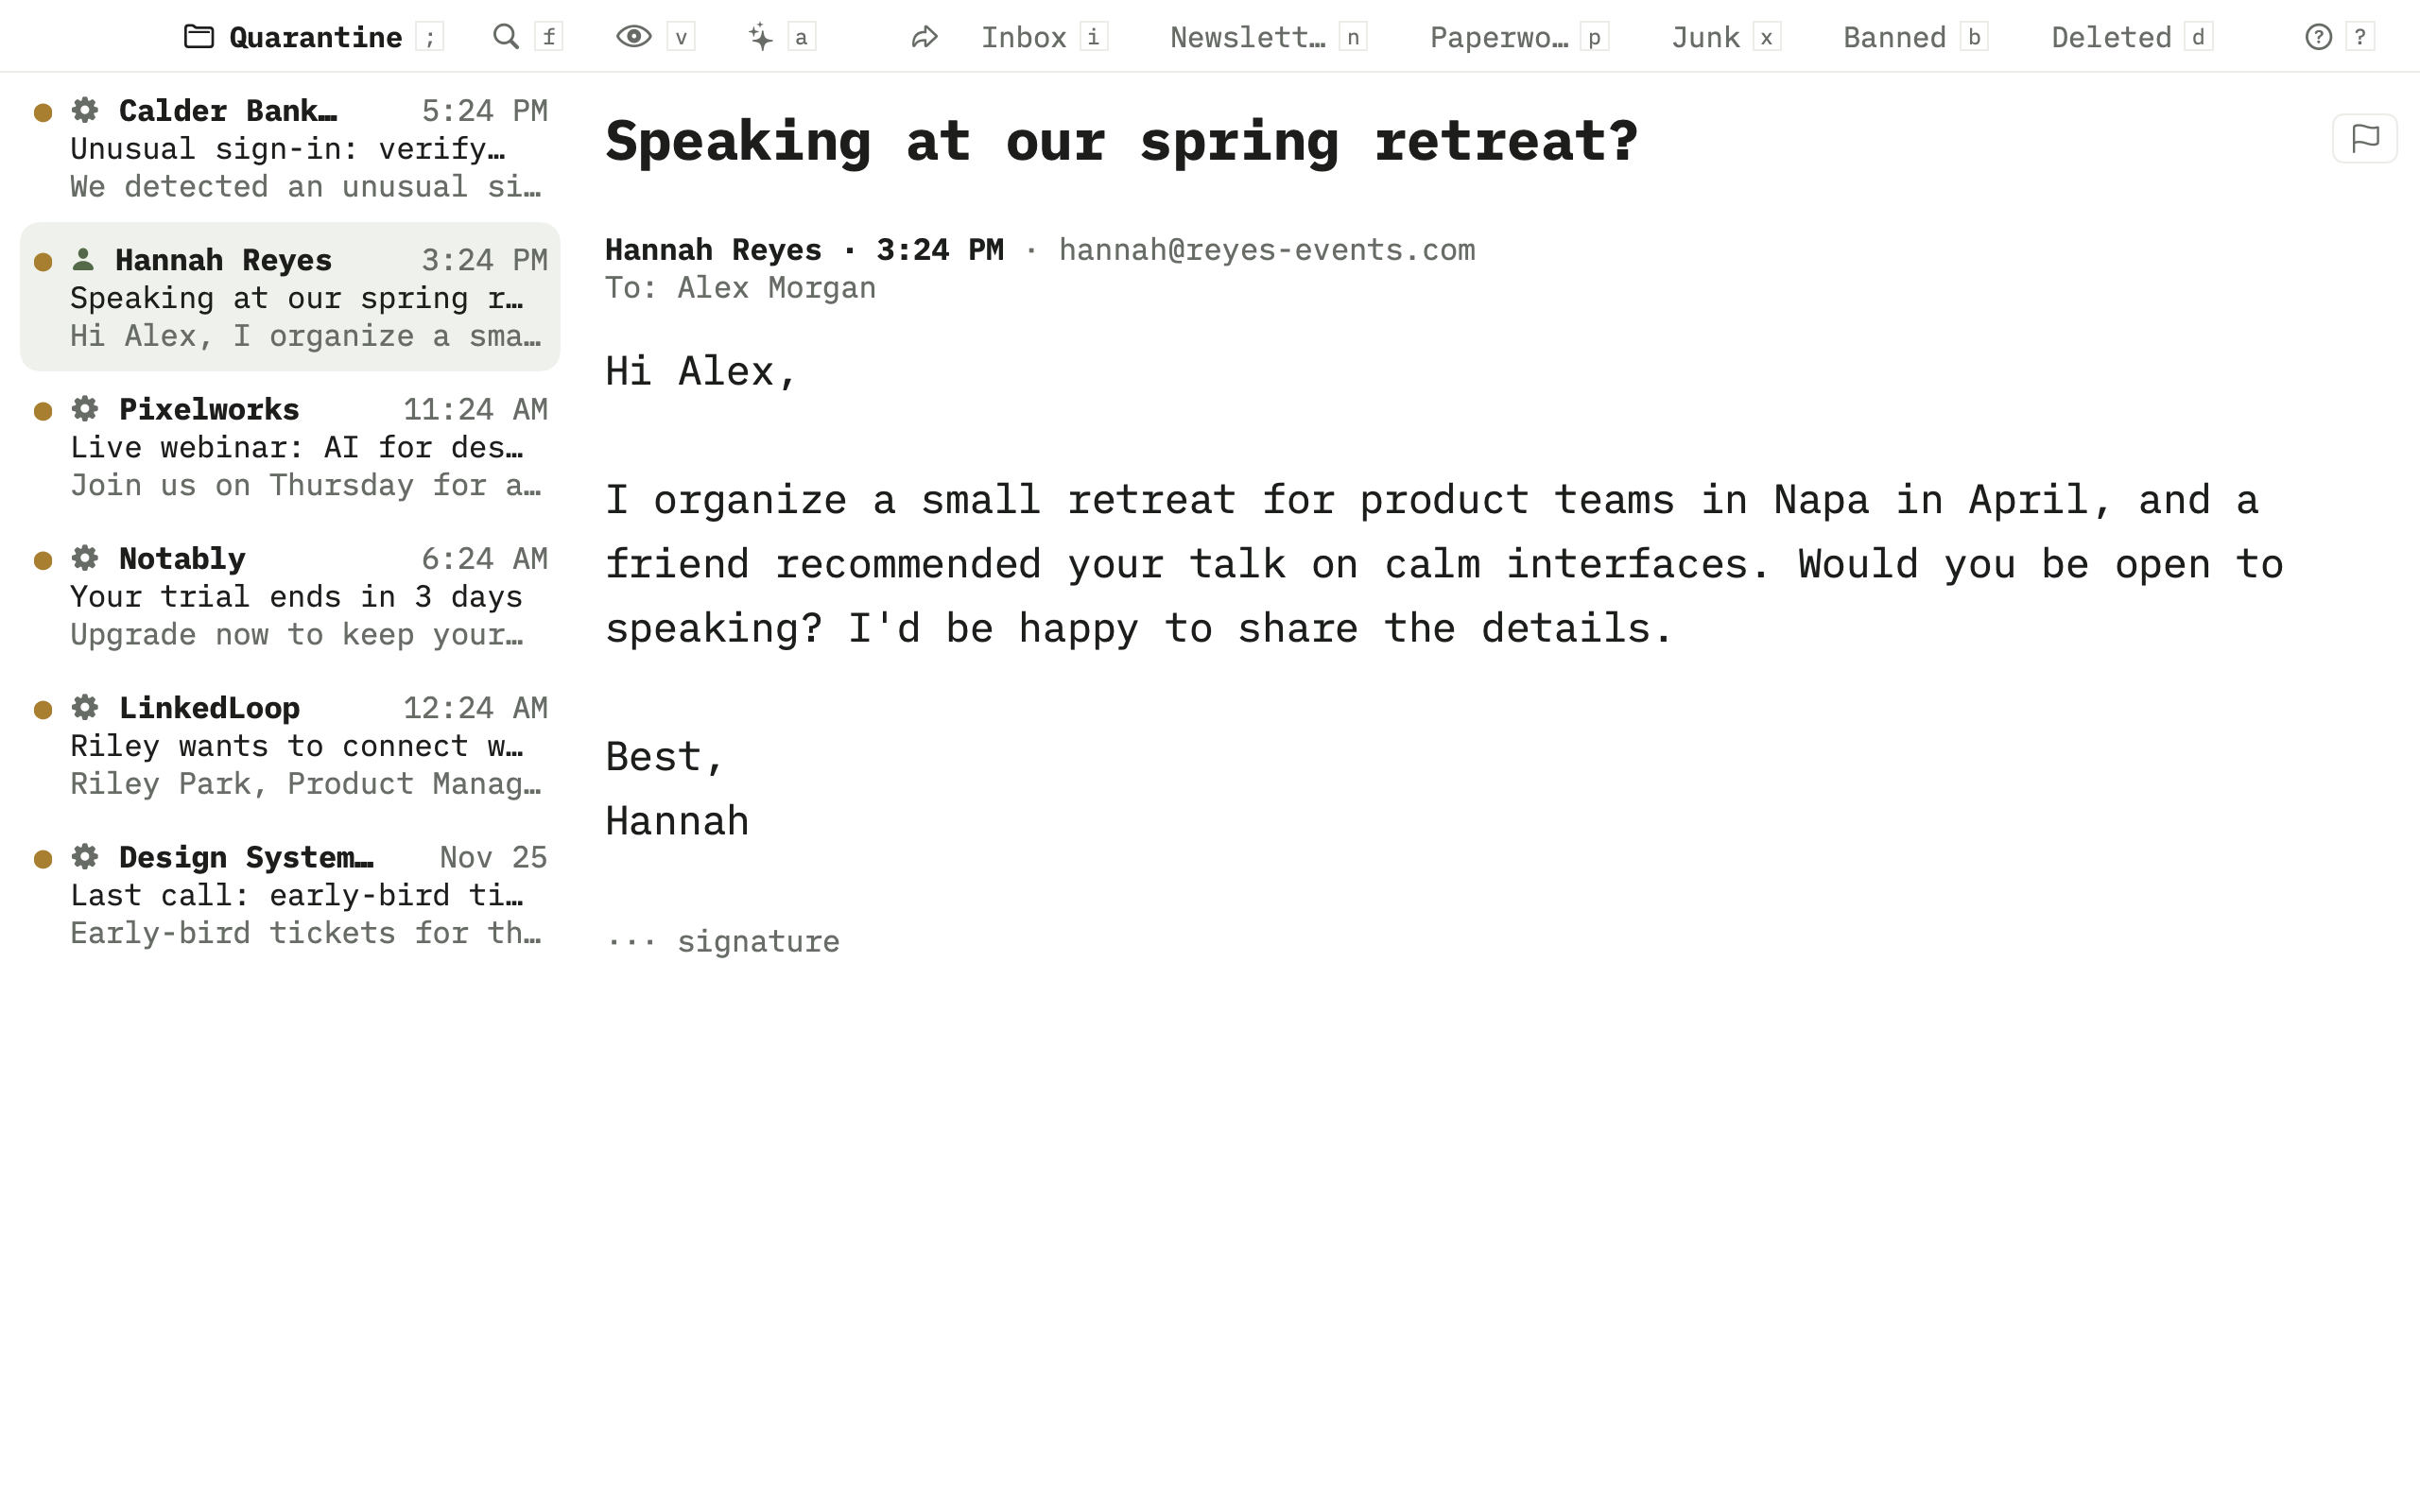 Quarantine ; f v a Inbox i Newslett… n Paperwo… p Junk x Banned b Deleted d ? ?
Calder Bank… 5:24 PM
Unusual sign-in: verify…
We detected an unusual si…
Hannah Reyes 3:24 PM
Speaking at our spring r…
Hi Alex, I organize a sma…
Pixelworks 11:24 AM
Live webinar: AI for des…
Join us on Thursday for a…
Notably 6:24 AM
Your trial ends in 3 days
Upgrade now to keep your…
LinkedLoop 12:24 AM
Riley wants to connect w…
Riley Park, Product Manag…
Design System… Nov 25
Last call: early-bird ti…
Early-bird tickets for th…
Speaking at our spring retreat?
Hannah Reyes · 3:24 PM · hannah@reyes-events.com
To: Alex Morgan
Hi Alex,
I organize a small retreat for product teams in Napa in April, and a
friend recommended your talk on calm interfaces. Would you be open to
speaking? I'd be happy to share the details.
Best,
Hannah
··· signature